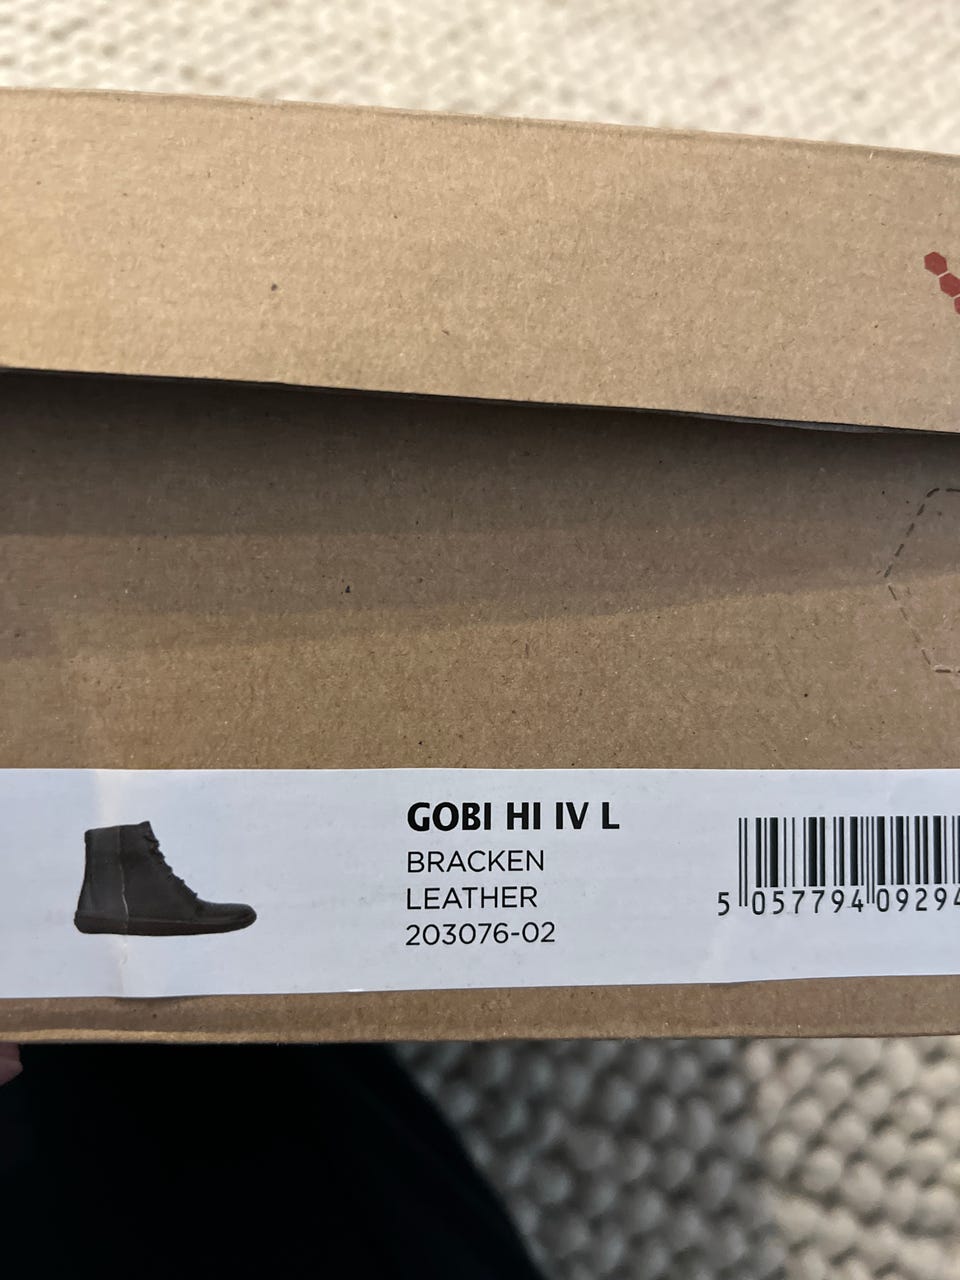 GOBI HI IV L
BRACKEN
LEATHER
203076-02
5 057794 09294